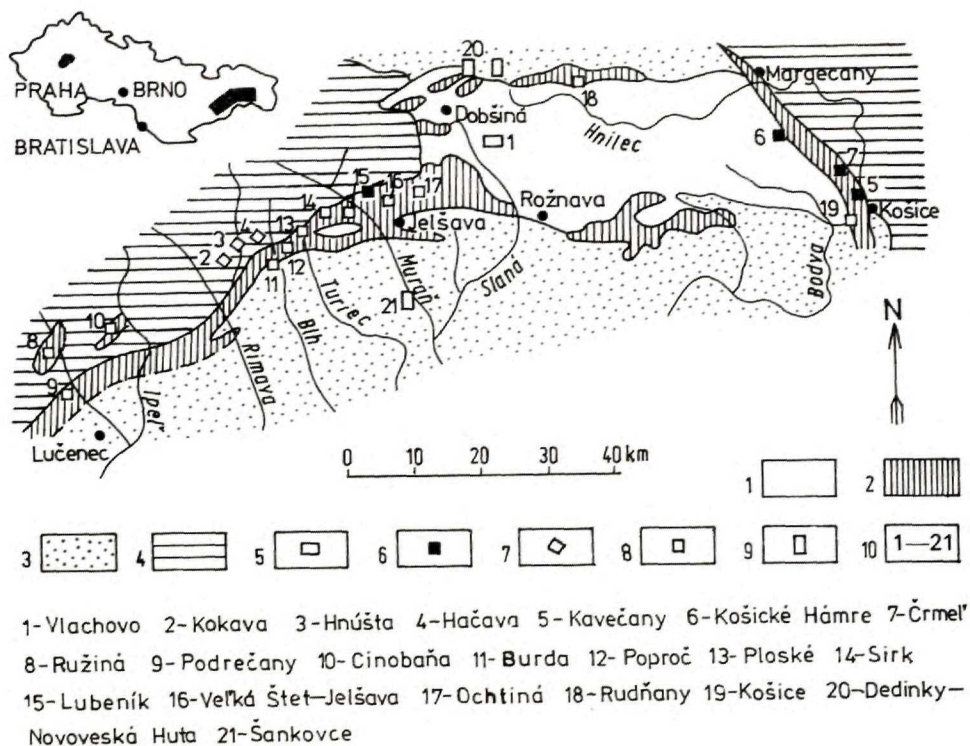 PRAHA
BRNO
BRATISLAVA
20
Margecany
18
Dobšiná
1
Hnilec
6
7
5
15
16
17
Rožnava
19
Košice
14
Jelšava
13
4
3
2
12
11
Muráň
Slaná
21
Bodva
Turiec
Blh
Rimava
N
10
8
9
Ipeľ
Lučenec
0 10 20 30 40 km
1 2
3 4 5 6 7 8 9 10 1—21
1-Vlachovo 2-Kokava 3-Hnúšta 4-Hačava 5-Kavečany 6-Košické Hámre 7-Črmeľ
8-Ružiná 9-Podrečany 10-Cinobaňa 11-Burda 12-Poproč 13-Ploské 14-Sirk
15-Lubeník 16-Veľká Štet—Jelšava 17-Ochtiná 18-Rudňany 19-Košice 20-Dedinky—
Novoveská Huta 21-Šankovce